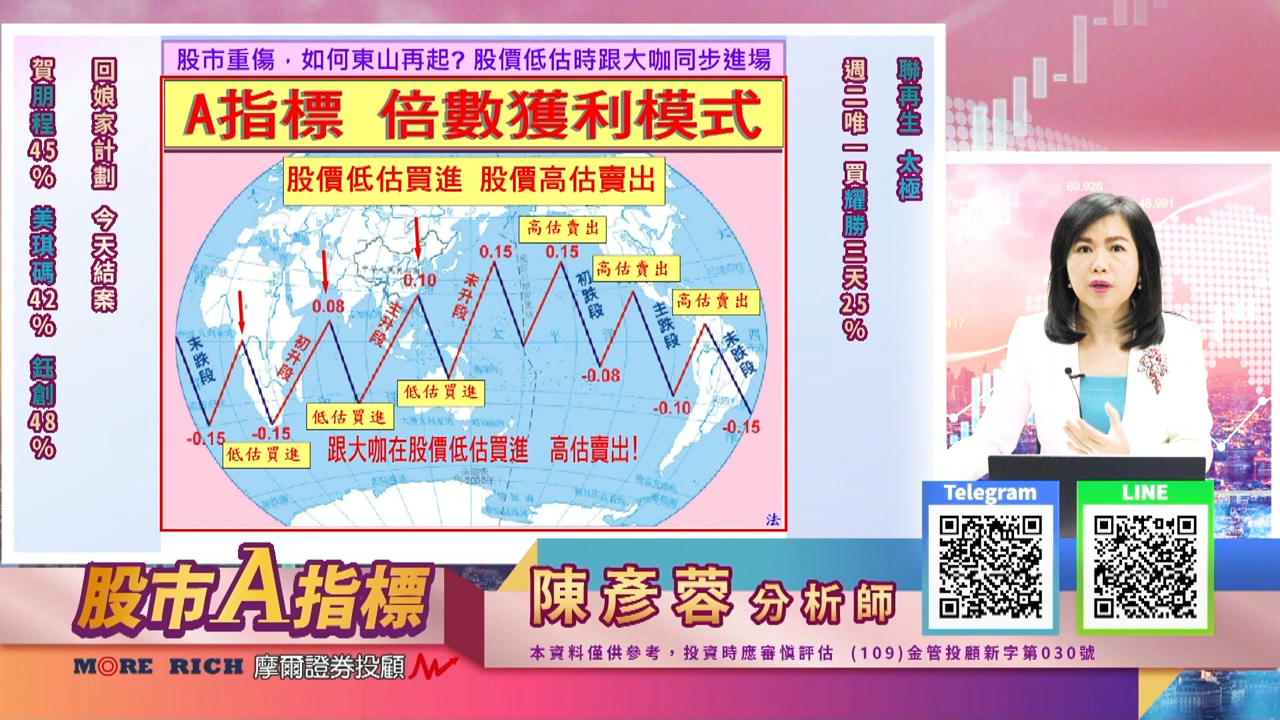 股市重傷，如何東山再起? 股價低估時跟大咖同步進場
A指標 倍數獲利模式
股價低估買進 股價高估賣出
回娘家計劃 今天結案
賀朋程45% 美琪碼42% 鈺創48%
聯再生 太極
週二唯一買耀勝三天25%
高估賣出
高估賣出
高估賣出
0.15
0.15
0.10
0.08
末跌段
初升段
主升段
末升段
初跌段
主跌段
末跌段
-0.15
-0.15
-0.08
-0.10
-0.15
低估買進
低估買進
低估買進
跟大咖在股價低估買進 高估賣出!
法
69.928
48.991
417
Telegram
LINE
股市A指標
陳彥蓉 分析師
MORE RICH 摩爾證券投顧
本資料僅供參考，投資時應審慎評估 (109)金管投顧新字第030號